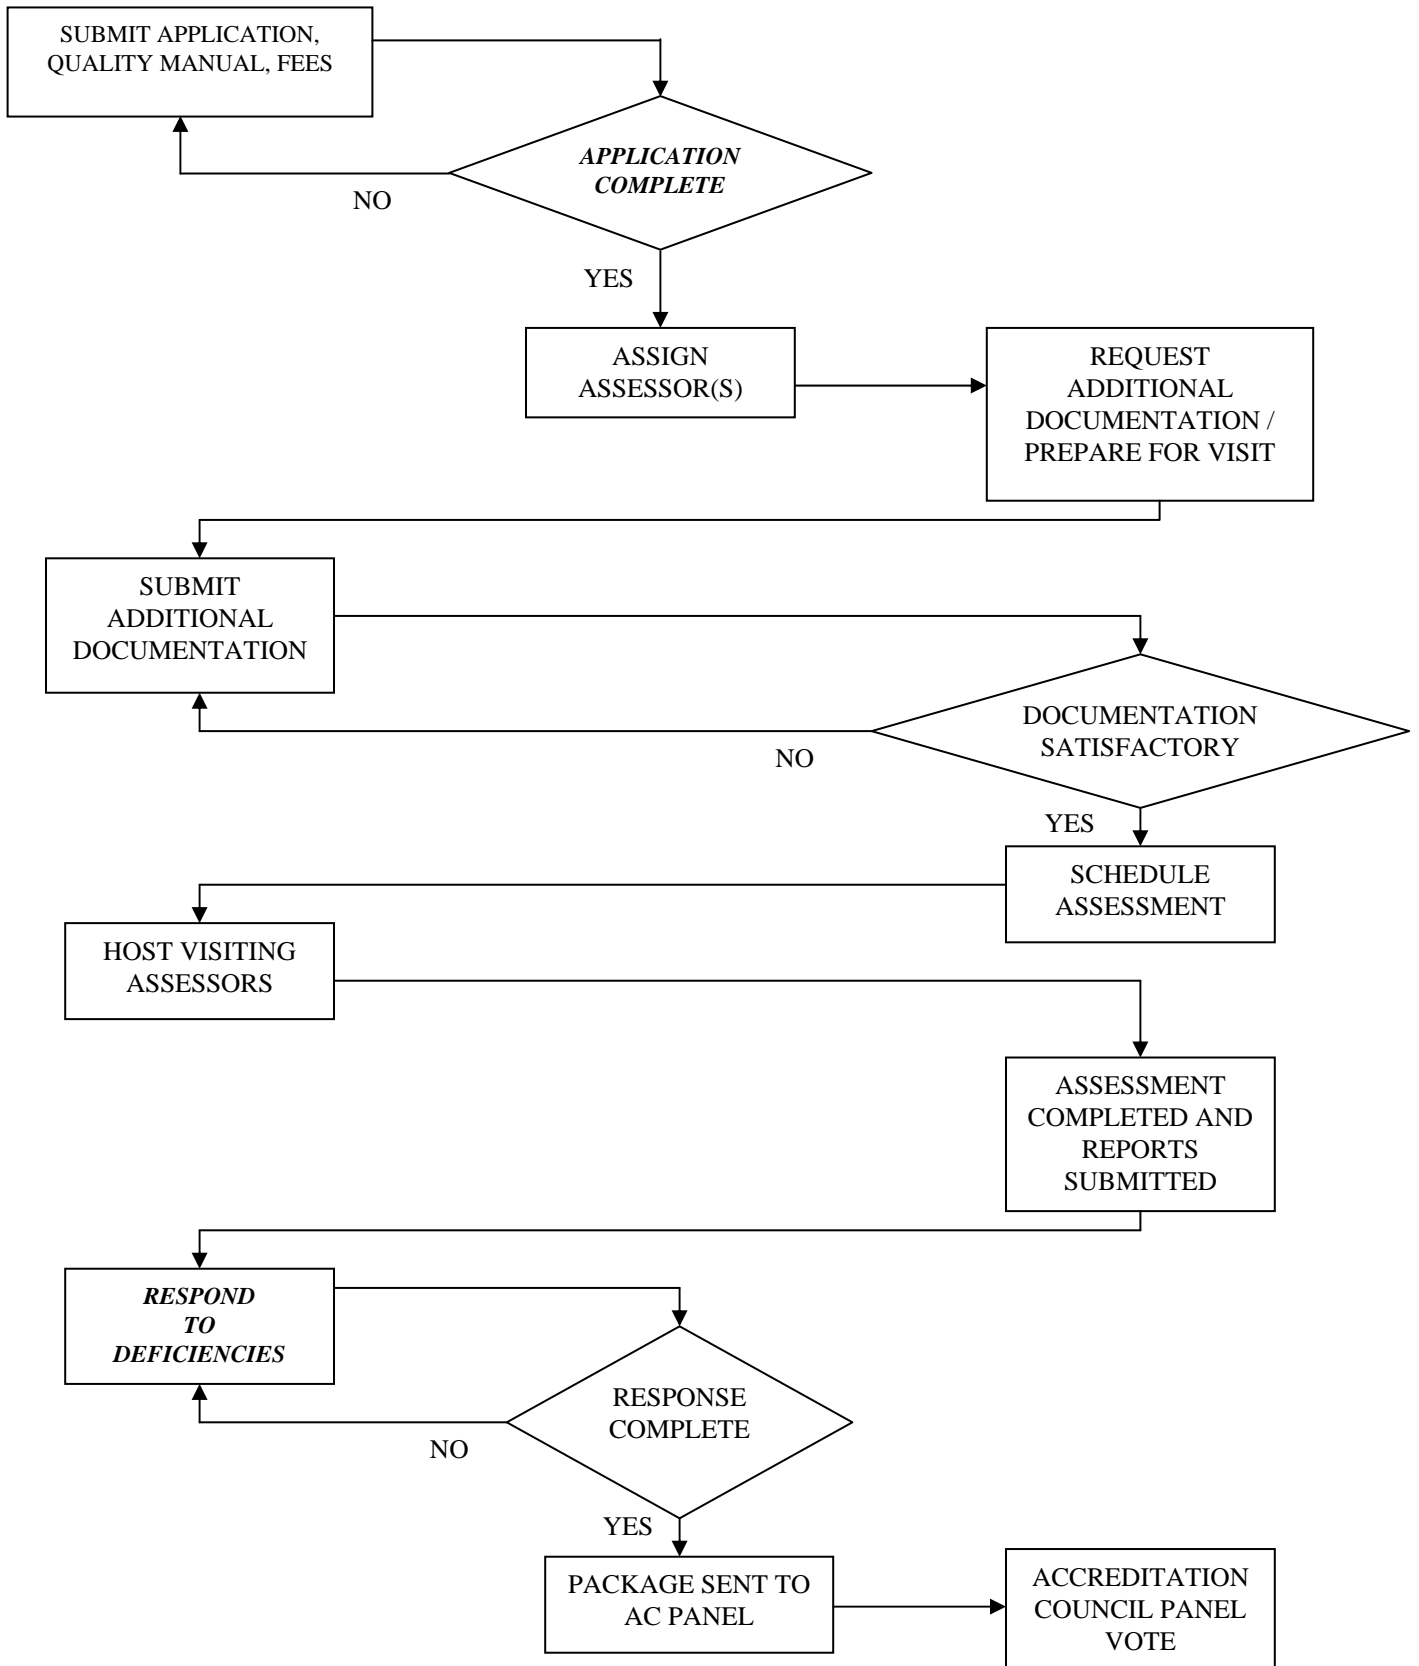 SUBMIT APPLICATION,
QUALITY MANUAL, FEES
APPLICATION
COMPLETE
NO
YES
ASSIGN
ASSESSOR(S)
REQUEST
ADDITIONAL
DOCUMENTATION /
PREPARE FOR VISIT
SUBMIT
ADDITIONAL
DOCUMENTATION
DOCUMENTATION
SATISFACTORY
NO
YES
SCHEDULE
ASSESSMENT
HOST VISITING
ASSESSORS
ASSESSMENT
COMPLETED AND
REPORTS
SUBMITTED
RESPOND
TO
DEFICIENCIES
RESPONSE
COMPLETE
NO
YES
PACKAGE SENT TO
AC PANEL
ACCREDITATION
COUNCIL PANEL
VOTE